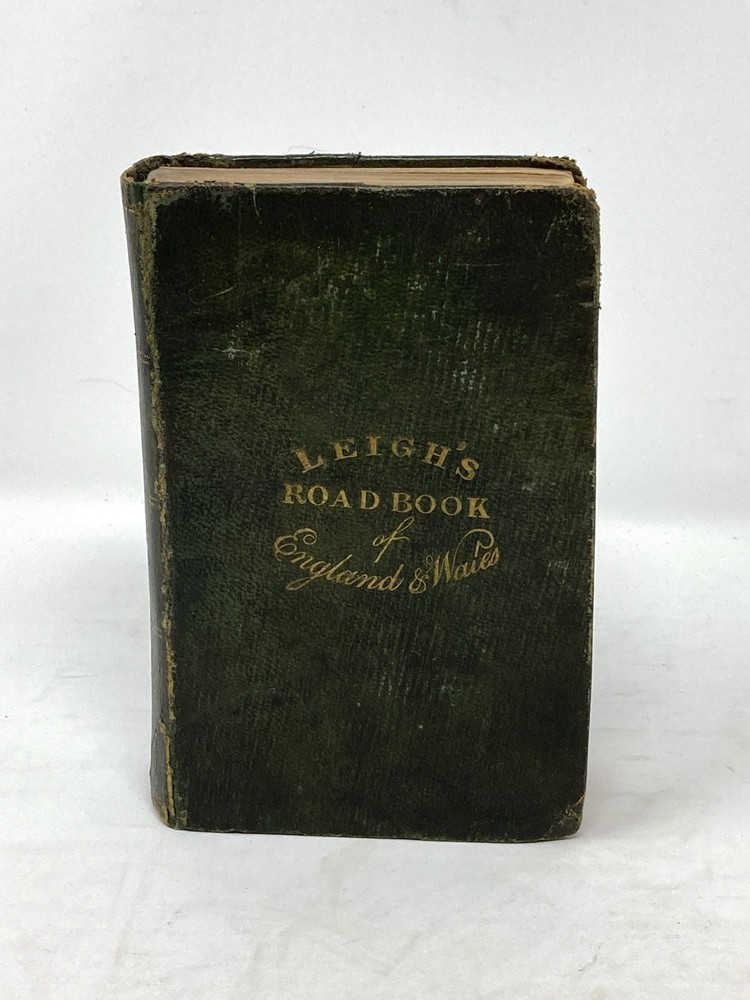 LEIGH'S
ROAD BOOK
of
England & Wales